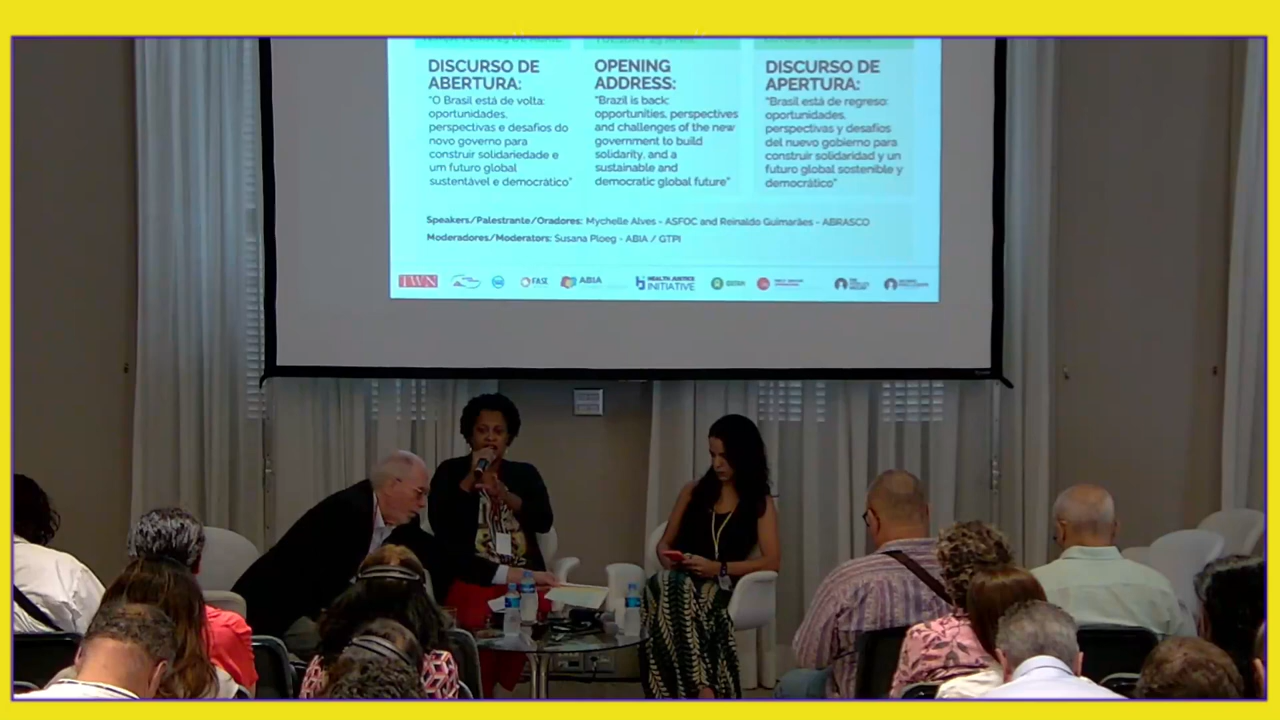 DISCURSO DE
ABERTURA:
"O Brasil está de volta:
oportunidades,
perspectivas e desafios do
novo governo para
construir solidariedade e
um futuro global
sustentável e democrático"
OPENING
ADDRESS:
"Brazil is back:
opportunities, perspectives
and challenges of the new
government to build
solidarity, and a
sustainable and
democratic global future"
DISCURSO DE
APERTURA:
"Brasil está de regreso:
oportunidades,
perspectivas y desafíos
del nuevo gobierno para
construir solidaridad y un
futuro global sostenible y
democrático"
Speakers/Palestrante/Oradores: Mychelle Alves - ASFOC and Reinaldo Guimarães - ABRASCO
Moderadores/Moderators: Susana Ploeg - ABIA / GTPI
TWN
FASE
ABIA
HEALTH JUSTICE
INITIATIVE
OXFAM